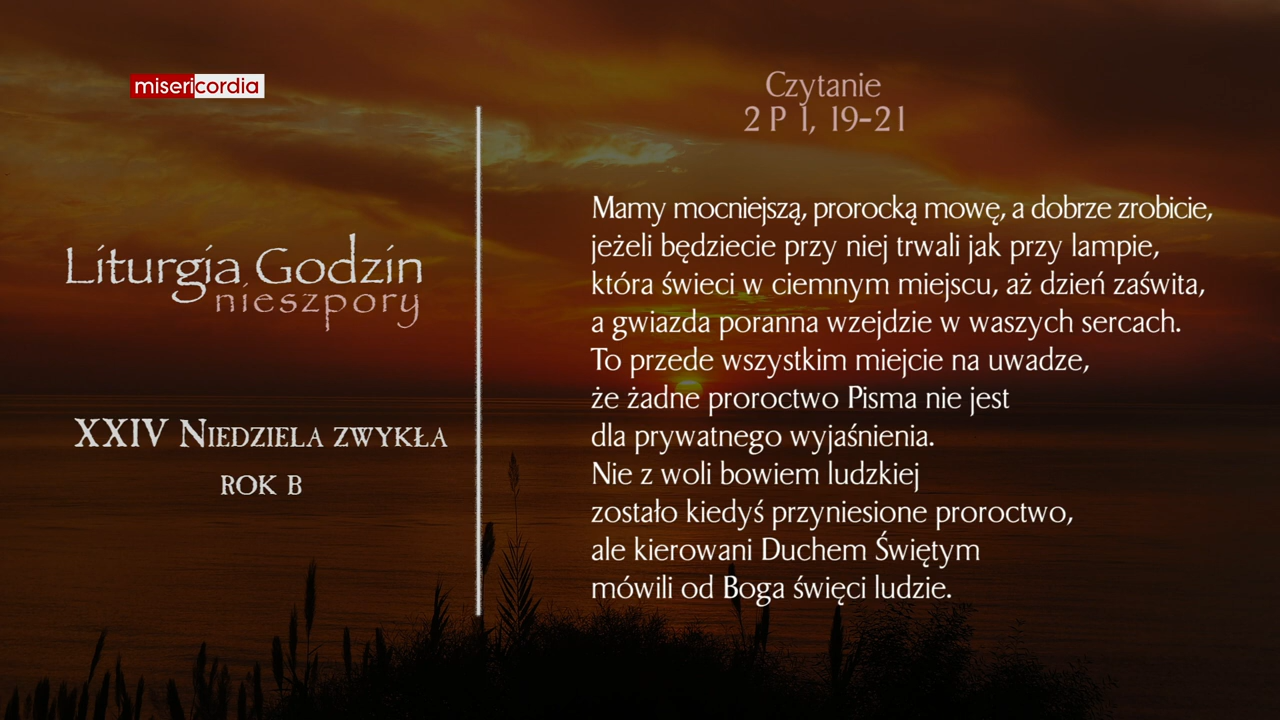 misericordia
Liturgia Godzin
nieszpory
XXIV Niedziela zwykła
rok B
Czytanie
2 P 1, 19-21
Mamy mocniejszą, prorocką mowę, a dobrze zrobicie,
jeżeli będziecie przy niej trwali jak przy lampie,
która świeci w ciemnym miejscu, aż dzień zaświta,
a gwiazda poranna wzejdzie w waszych sercach.
To przede wszystkim miejcie na uwadze,
że żadne proroctwo Pisma nie jest
dla prywatnego wyjaśnienia.
Nie z woli bowiem ludzkiej
zostało kiedyś przyniesione proroctwo,
ale kierowani Duchem Świętym
mówili od Boga święci ludzie.